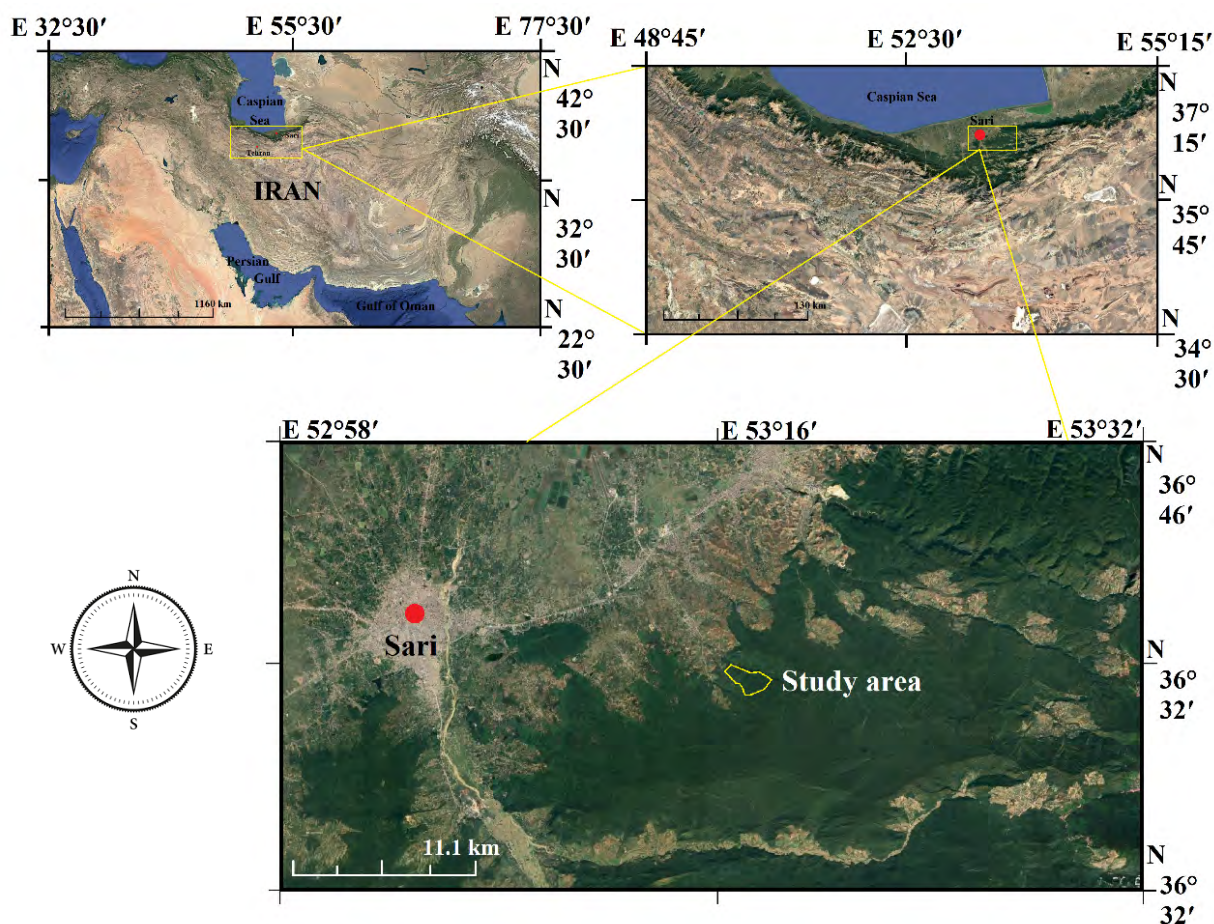 E 32°30′ E 55°30′ E 77°30′
N
42°
30′
Caspian
Sea
Sari
Tehran
IRAN
N
32°
30′
Persian
Gulf
1160 km
Gulf of Oman
N
22°
30′
E 48°45′ E 52°30′ E 55°15′
N
37°
15′
Caspian Sea
Sari
N
35°
45′
130 km
N
34°
30′
E 52°58′ E 53°16′ E 53°32′
N
36°
46′
N
W E
S
Sari
Study area
N
36°
32′
11.1 km
N
36°
32′